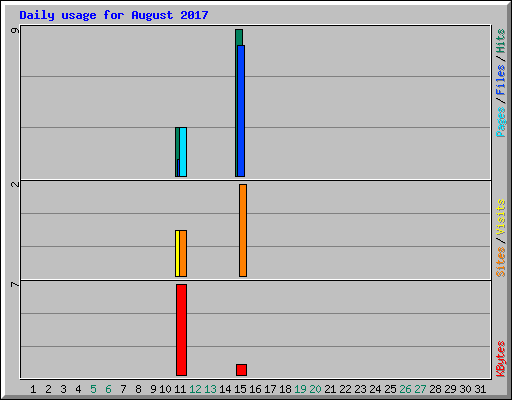 Daily usage for August 2017
9
2
7
Pages/Files/Hits
Sites/Visits
KBytes
1 2 3 4 5 6 7 8 9 10 11 12 13 14 15 16 17 18 19 20 21 22 23 24 25 26 27 28 29 30 31